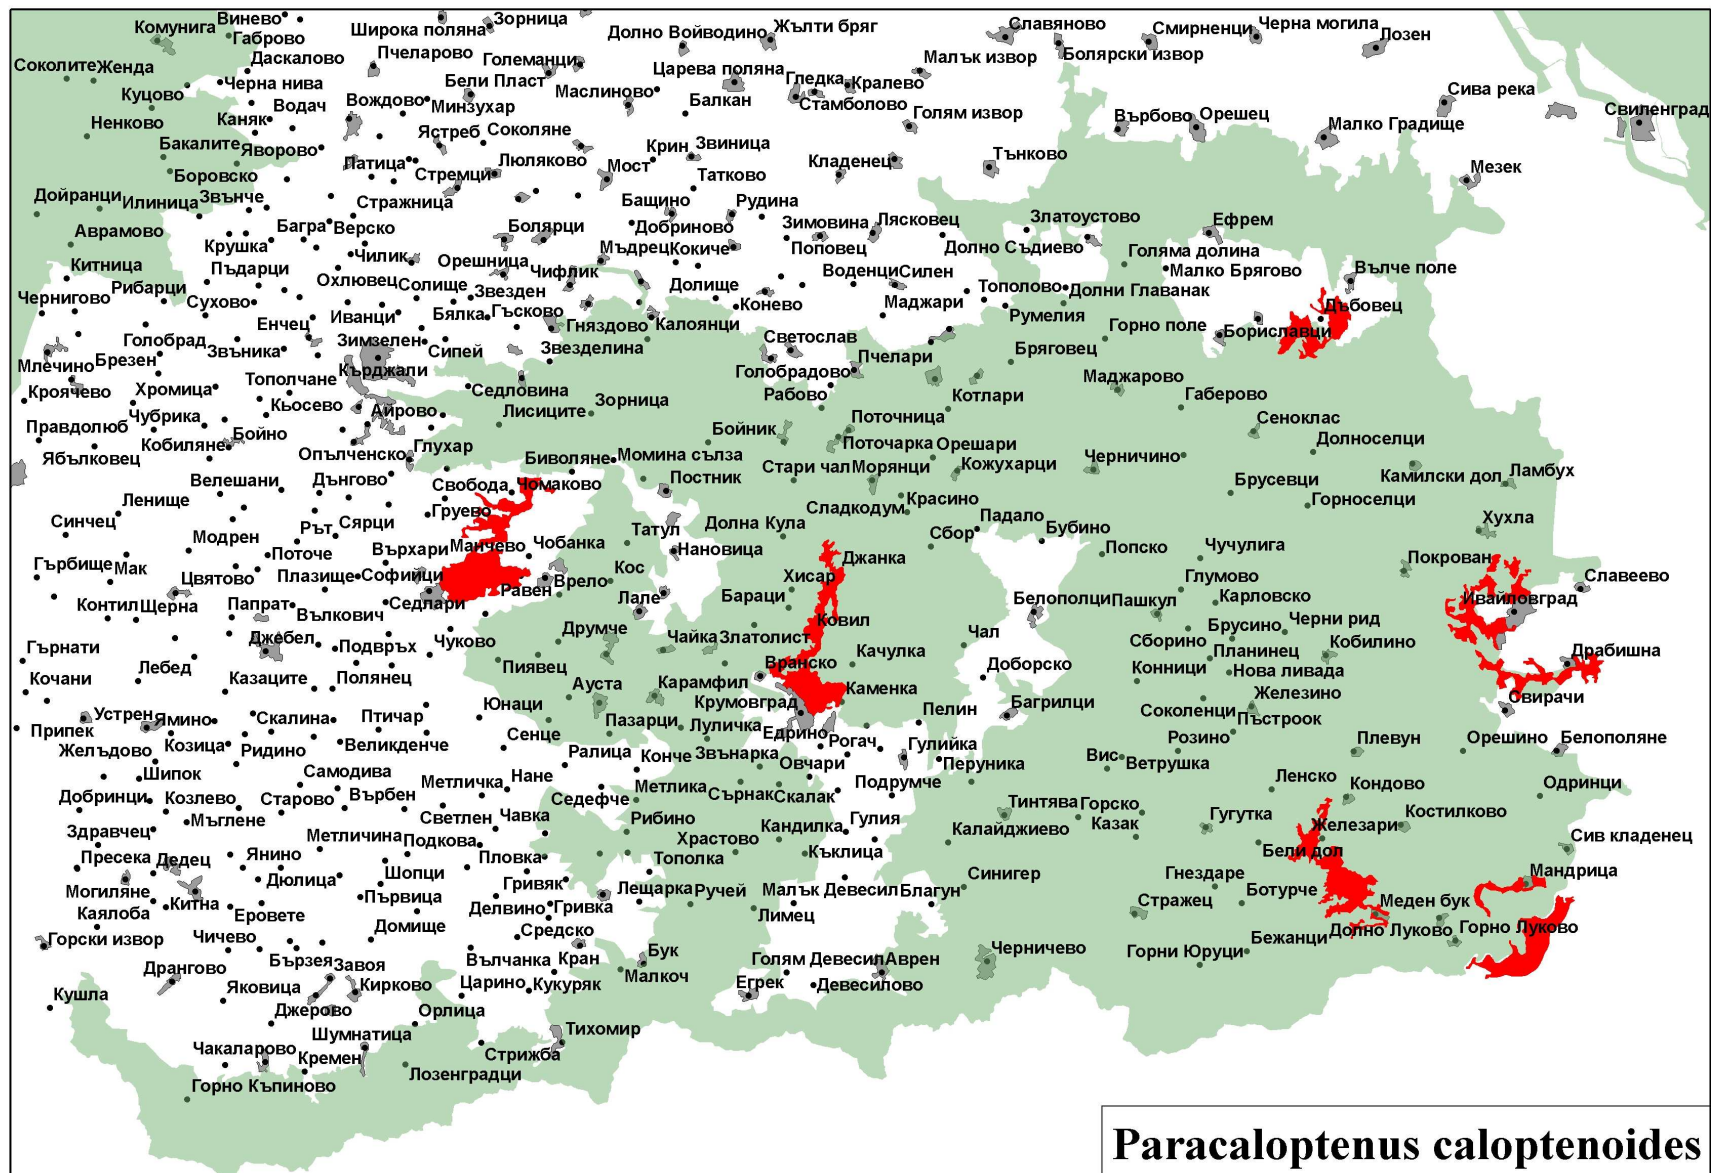 Винево
Зорница
Славяново
Черна могила
Комунига
Габрово
Широка поляна
Долно Войводино
Жълти бряг
Смирненци
Лозен
Даскалово
Пчеларово
Големанци
Малък извор
Болярски извор
Соколите
Женда
Черна нива
Бели Пласт
Царева поляна
Гледка
Кралево
Сива река
Куцово
Водач
Вождово
Минзухар
Маслиново
Балкан
Стамболово
Голям извор
Върбово
Орешец
Свиленград
Ненково
Каняк
Ястреб
Соколяне
Малко Градище
Бакалите
Яворово
Патица
Люляково
Крин
Звиница
Кладенец
Тънково
Мезек
Боровско
Стремци
Мост
Татково
Дойранци
Илиница
Звънче
Стражница
Бащино
Рудина
Аврамово
Багра
Верско
Болярци
Добриново
Зимовина
Лясковец
Златоустово
Ефрем
Крушка
Чилик
Мъдрец
Кокиче
Поповец
Долно Съдиево
Голяма долина
Китница
Пъдарци
Орешница
Чифлик
Воденци
Силен
Малко Брягово
Вълче поле
Рибарци
Охлювец
Солище
Звезден
Долище
Тополово
Долни Главанак
Чернигово
Сухово
Иванци
Бялка
Гъсково
Конево
Маджари
Румелия
Дъбовец
Енчец
Гняздово
Калоянци
Горно поле
Бориславци
Голобрад
Звъника
Зимзелен
Сипей
Звезделина
Светослав
Пчелари
Бряговец
Млечино
Брезен
Кърджали
Голобрадово
Маджарово
Кроячево
Хромица
Тополчане
Седловина
Зорница
Рабово
Котлари
Габерово
Чубрика
Кьосево
Айрово
Лисиците
Поточница
Сеноклас
Правдолюб
Кобиляне
Бойно
Опълченско
Глухар
Бойник
Поточарка
Орешари
Долноселци
Ябълковец
Биволяне
Момина сълза
Стари чал
Морянци
Кожухарци
Черничино
Камилски дол
Ламбух
Велешани
Дънгово
Свобода
Чомаково
Постник
Брусевци
Ленище
Груево
Сладкодум
Красино
Горноселци
Синчец
Рът
Сярци
Татул
Долна Кула
Сбор
Падало
Бубино
Хухла
Модрен
Поточе
Върхари
Манчево
Чобанка
Нановица
Джанка
Попско
Чучулига
Покрован
Гърбище
Мак
Цвятово
Плазище
Софийци
Врело
Кос
Хисар
Глумово
Славеево
Контил
Щерна
Папрат
Вълкович
Седлари
Равен
Лале
Бараци
Белополци
Пашкул
Карловско
Ивайловград
Гърнати
Джебел
Подвръх
Чуково
Друмче
Чайка
Златолист
Ковил
Чал
Сборино
Брусино
Черни рид
Кобилино
Кочани
Лебед
Казаците
Полянец
Пиявец
Вранско
Качулка
Доборско
Планинец
Конници
Нова ливада
Драбишна
Ауста
Карамфил
Крумовград
Каменка
Железино
Свирачи
Припек
Устрен
Ямино
Скалина
Птичар
Юнаци
Пазарци
Луличка
Едрино
Пелин
Багрилци
Соколенци
Пъстроок
Желъдово
Козица
Ридино
Великденче
Сенце
Ралица
Конче
Звънарка
Рогач
Гулийка
Розино
Плевун
Орешино
Белополяне
Шипок
Самодива
Метличка
Нане
Овчари
Подрумче
Перуника
Вис
Ветрушка
Добринци
Козлево
Старово
Върбен
Седефче
Метлика
Сърнак
Скалак
Ленско
Кондово
Одринци
Мъглене
Светлен
Чавка
Рибино
Кандилка
Гулия
Тинтява
Горско
Гугутка
Костилково
Здравчец
Метличина
Подкова
Храстово
Калайджиево
Казак
Железари
Сив кладенец
Пресека
Дедец
Янино
Пловка
Тополка
Къклица
Бели дол
Могиляне
Дюлица
Шопци
Гривяк
Лещарка
Ручей
Малък Девесил
Благун
Синигер
Гнездаре
Ботурче
Мандрица
Каялоба
Китна
Еровете
Първица
Делвино
Гривка
Лимец
Стражец
Меден бук
Горски извор
Чичево
Домище
Средско
Бежанци
Долно Луково
Горно Луково
Дрангово
Бързея
Завоя
Вълчанка
Кран
Бук
Голям Девесил
Аврен
Черничево
Горни Юруци
Кушла
Яковица
Кирково
Царино
Кукуряк
Малкоч
Егрек
Девесилово
Джерово
Орлица
Шумнатица
Тихомир
Чакаларово
Кремен
Стрижба
Горно Къпиново
Лозенградци
Paracaloptenus caloptenoides